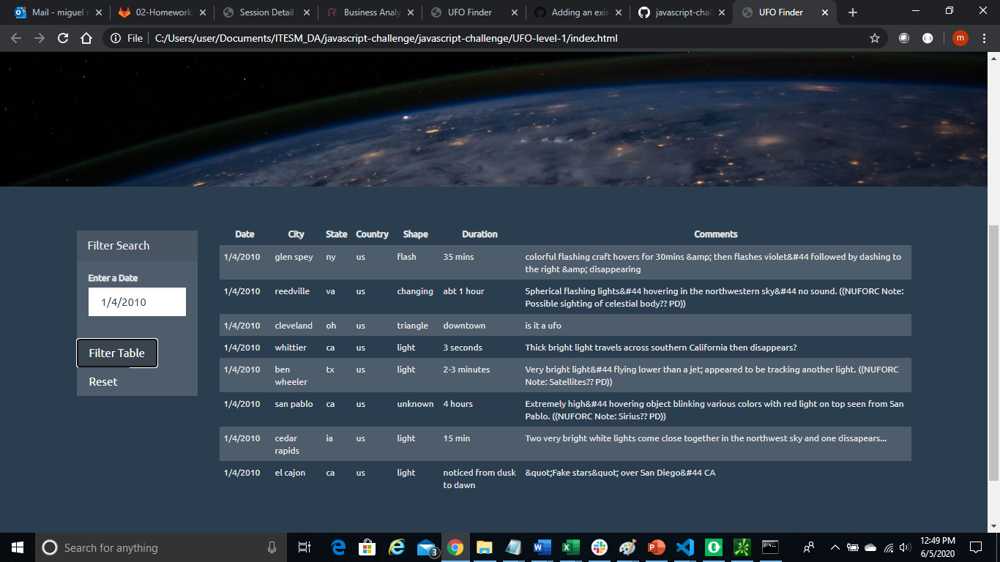 Mail - miguel
02-Homework
Session Detail
Business Analy
UFO Finder
Adding an exis
javascript-chal
UFO Finder
File
C:/Users/user/Documents/ITESM_DA/javascript-challenge/javascript-challenge/UFO-level-1/index.html
m
Filter Search
Enter a Date
1/4/2010
Filter Table
Reset
Date City State Country Shape Duration Comments
1/4/2010 glen spey ny us flash 35 mins colorful flashing craft hovers for 30mins &amp; then flashes violet&#44 followed by dashing to
the right &amp; disappearing
1/4/2010 reedville va us changing abt 1 hour Spherical flashing lights&#44 hovering in the northwestern sky&#44 no sound. ((NUFORC Note:
Possible sighting of celestial body?? PD))
1/4/2010 cleveland oh us triangle downtown is it a ufo
1/4/2010 whittier ca us light 3 seconds Thick bright light travels across southern California then disappears?
1/4/2010 ben tx us light 2-3 minutes Very bright light&#44 flying lower than a jet; appeared to be tracking another light. ((NUFORC
wheeler Note: Satellites?? PD))
1/4/2010 san pablo ca us unknown 4 hours Extremely high&#44 hovering object blinking various colors with red light on top seen from San
Pablo. ((NUFORC Note: Sirius?? PD))
1/4/2010 cedar ia us light 15 min Two very bright white lights come close together in the northwest sky and one dissapears...
rapids
1/4/2010 el cajon ca us light noticed from dusk &quot;Fake stars&quot; over San Diego&#44 CA
to dawn
Search for anything
3
12:49 PM
6/5/2020